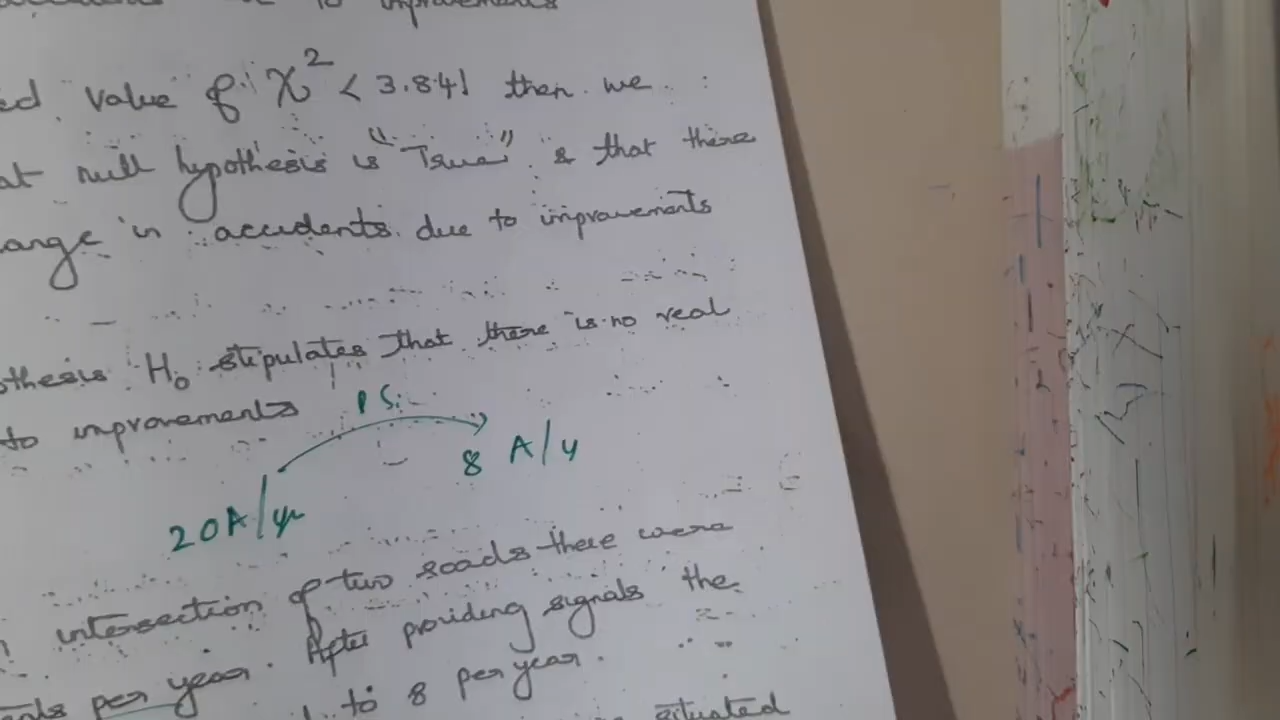 to improvements
ed value of χ² < 3.841 then we
at null hypothesis is "True" & that there
ange in accidents due to improvements
othesis H₀ stipulates that there is no real
to improvements
P S.
8 A/y
20A/yr
intersection of two roads there were
nts per year. After providing signals the
to 8 per year.
situated